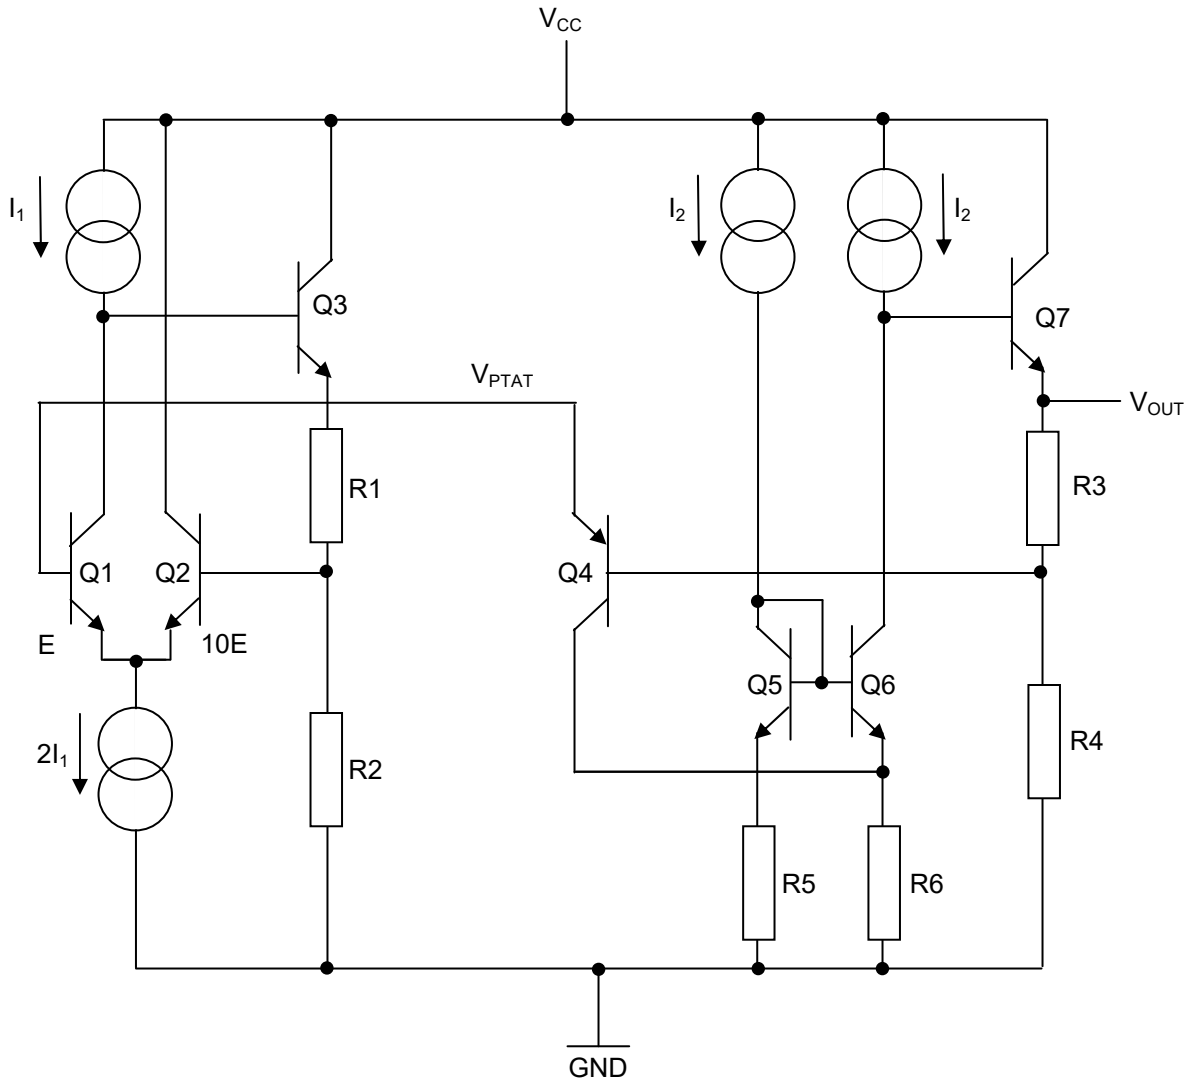 V_CC
I_1
I_2
I_2
Q3
Q7
V_PTAT
V_OUT
R1
R3
Q1
Q2
Q4
E
10E
Q5
Q6
2I_1
R2
R4
R5
R6
GND